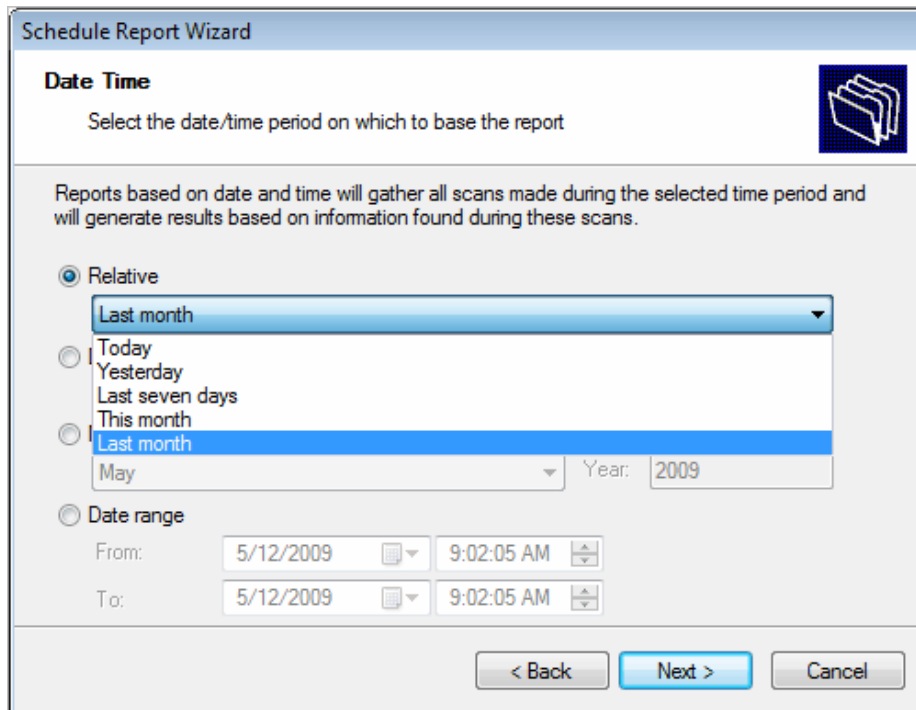 Schedule Report Wizard
Date Time
Select the date/time period on which to base the report
Reports based on date and time will gather all scans made during the selected time period and
will generate results based on information found during these scans.
Relative
Last month
Today
Yesterday
Last seven days
This month
Last month
May Year: 2009
Date range
From: 5/12/2009 9:02:05 AM
To: 5/12/2009 9:02:05 AM
< Back Next > Cancel